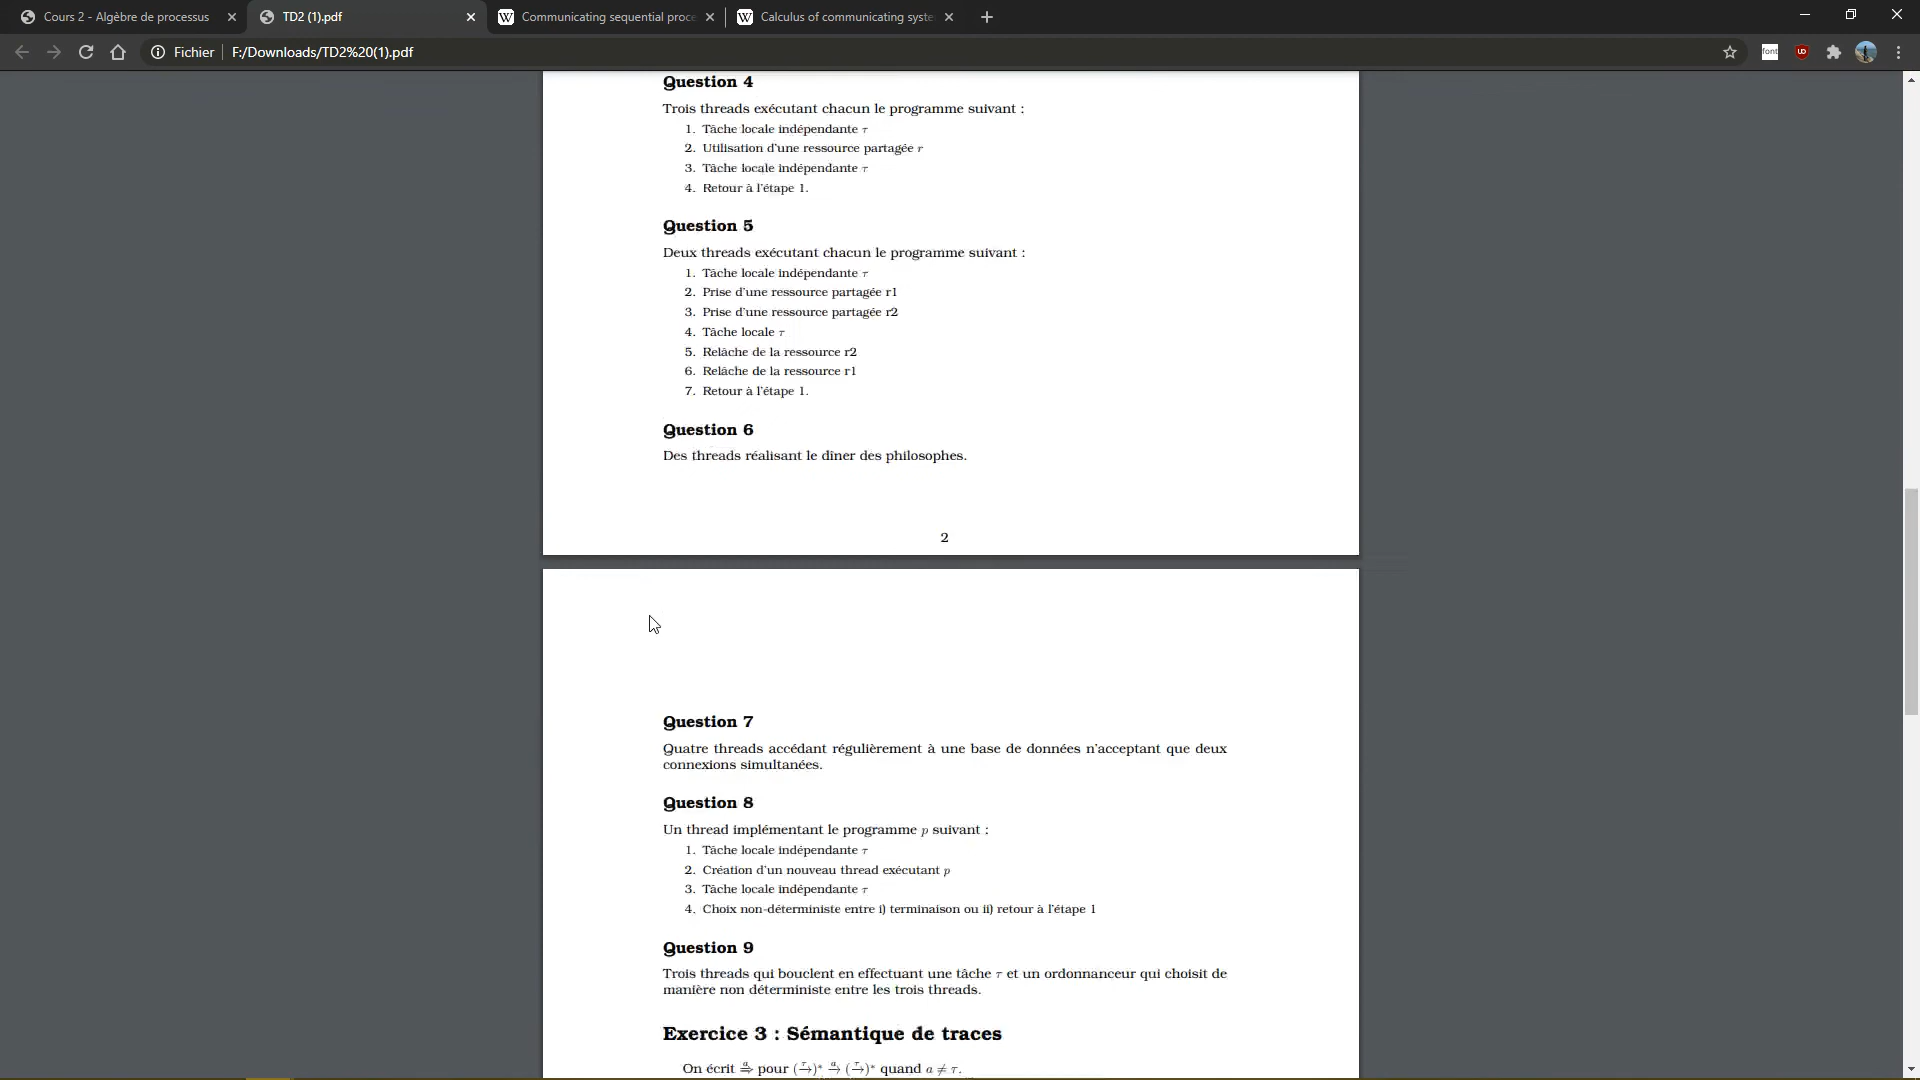 Cours 2 - Algèbre de processus
TD2 (1).pdf
Communicating sequential proce
Calculus of communicating syste
Fichier
F:/Downloads/TD2%20(1).pdf
font
Question 4
Trois threads exécutant chacun le programme suivant :
1. Tâche locale indépendante τ
2. Utilisation d'une ressource partagée r
3. Tâche locale indépendante τ
4. Retour à l'étape 1.
Question 5
Deux threads exécutant chacun le programme suivant :
1. Tâche locale indépendante τ
2. Prise d'une ressource partagée r1
3. Prise d'une ressource partagée r2
4. Tâche locale τ
5. Relâche de la ressource r2
6. Relâche de la ressource r1
7. Retour à l'étape 1.
Question 6
Des threads réalisant le dîner des philosophes.
2
Question 7
Quatre threads accédant régulièrement à une base de données n'acceptant que deux
connexions simultanées.
Question 8
Un thread implémentant le programme p suivant :
1. Tâche locale indépendante τ
2. Création d'un nouveau thread exécutant p
3. Tâche locale indépendante τ
4. Choix non-déterministe entre i) terminaison ou ii) retour à l'étape 1
Question 9
Trois threads qui bouclent en effectuant une tâche τ et un ordonnanceur qui choisit de
manière non déterministe entre les trois threads.
Exercice 3 : Sémantique de traces
On écrit a⇒ pour (τ→)* a→ (τ→)* quand a ≠ τ.